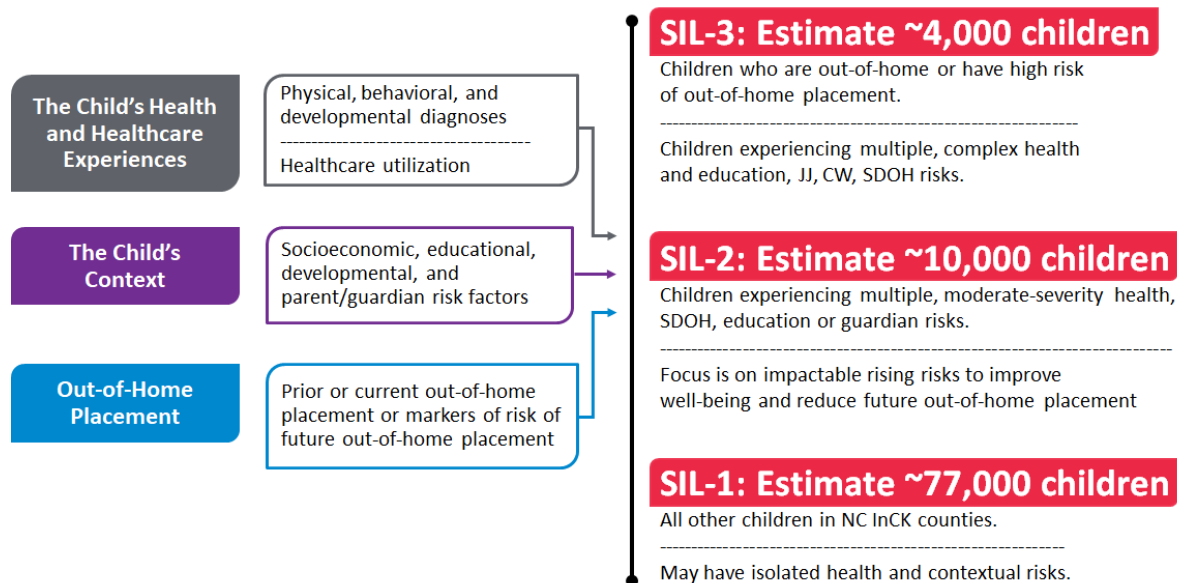 The Child's Health
and Healthcare
Experiences
Physical, behavioral, and
developmental diagnoses
------------------------------------
Healthcare utilization
The Child's
Context
Socioeconomic, educational,
developmental, and
parent/guardian risk factors
Out-of-Home
Placement
Prior or current out-of-home
placement or markers of risk of
future out-of-home placement
SIL-3: Estimate ~4,000 children
Children who are out-of-home or have high risk
of out-of-home placement.
------------------------------------------------------------
Children experiencing multiple, complex health
and education, JJ, CW, SDOH risks.
SIL-2: Estimate ~10,000 children
Children experiencing multiple, moderate-severity health,
SDOH, education or guardian risks.
------------------------------------------------------------
Focus is on impactable rising risks to improve
well-being and reduce future out-of-home placement
SIL-1: Estimate ~77,000 children
All other children in NC InCK counties.
------------------------------------------------------------
May have isolated health and contextual risks.